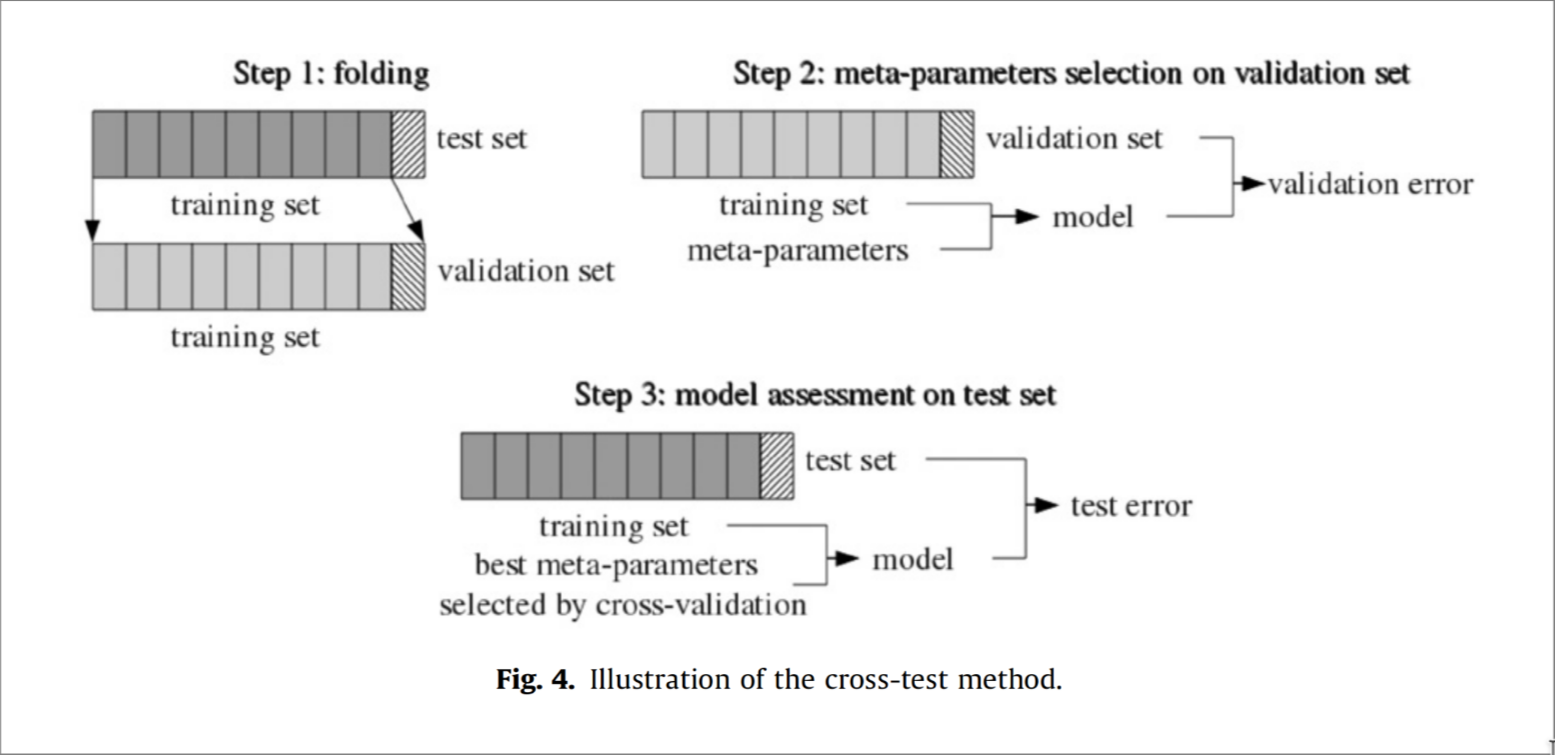 Step 1: folding
test set
training set
validation set
training set
Step 2: meta-parameters selection on validation set
validation set
training set
meta-parameters
model
validation error
Step 3: model assessment on test set
test set
training set
best meta-parameters
selected by cross-validation
model
test error
Fig. 4. Illustration of the cross-test method.